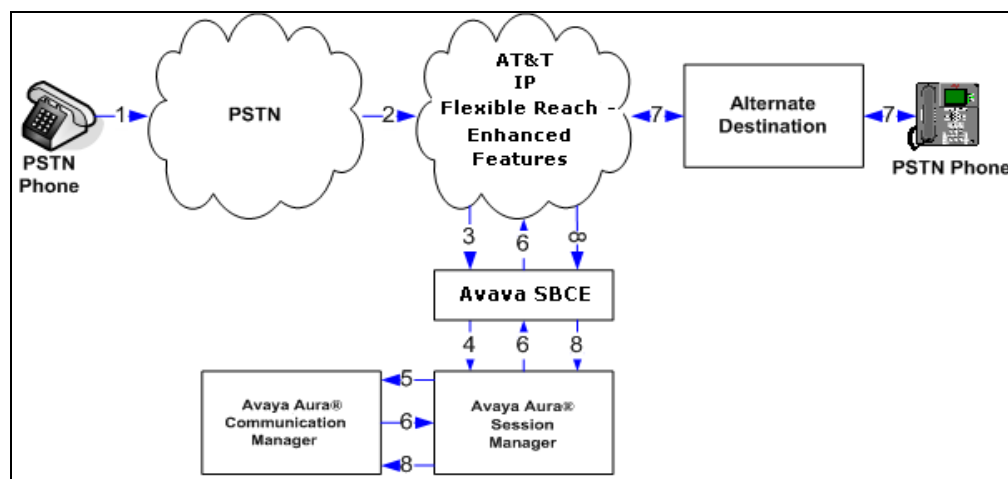 AT&T
IP
Flexible Reach -
Enhanced
Features
PSTN
Phone
1
PSTN
2
7
Alternate
Destination
7
PSTN Phone
3
6
8
Avaya SBCE
4
6
8
Avaya Aura®
Communication
Manager
5
6
8
Avaya Aura®
Session
Manager